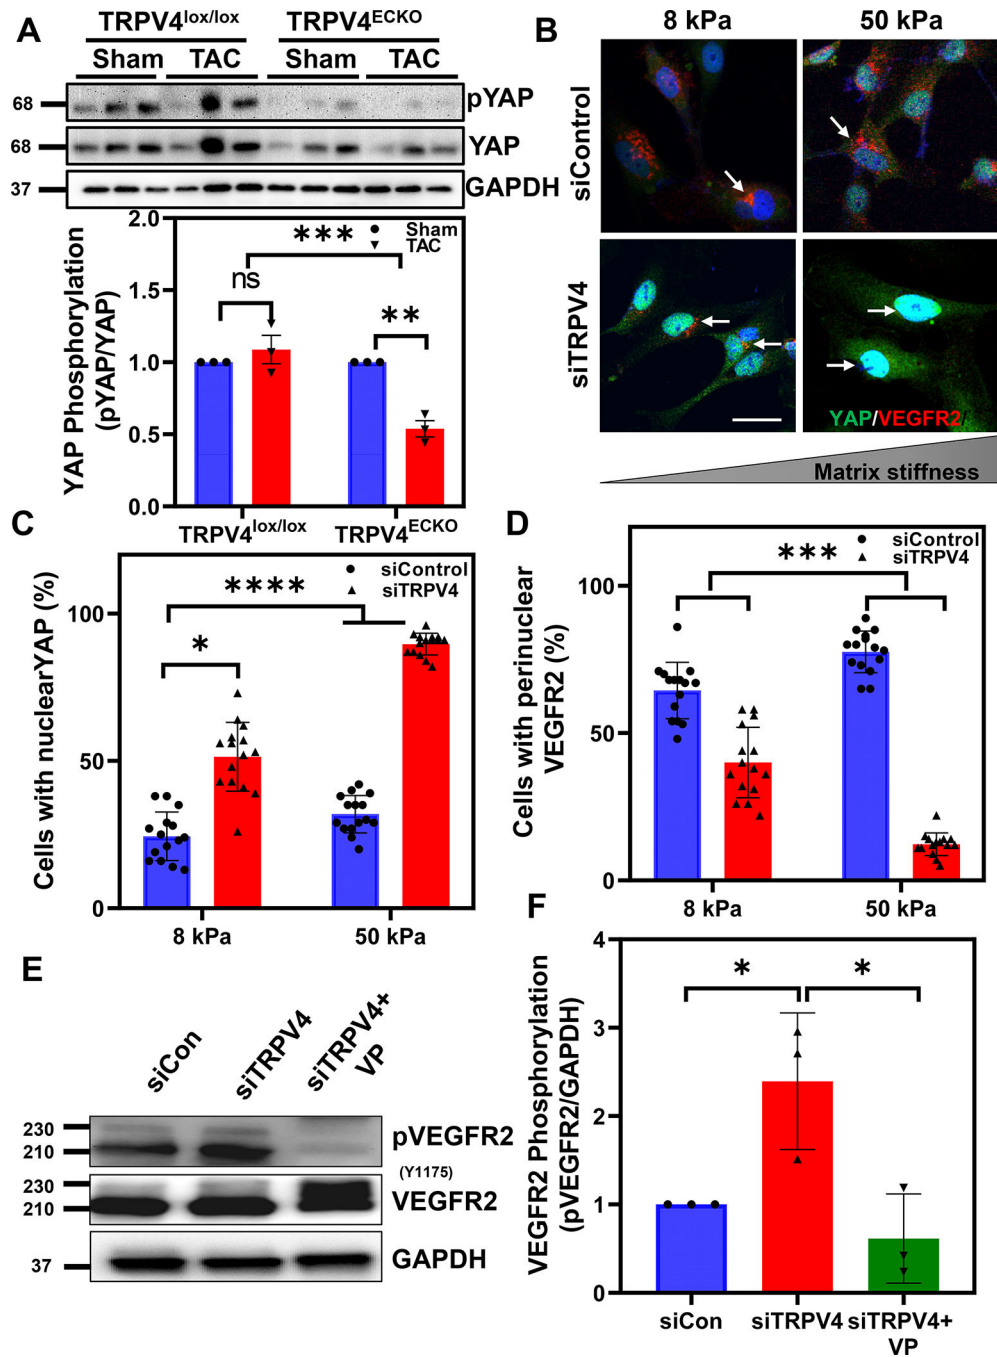 A
TRPV4lox/lox TRPV4ECKO
Sham TAC Sham TAC
68 pYAP
68 YAP
37 GAPDH
YAP Phosphorylation
(pYAP/YAP)
2.0
1.5
1.0
0.5
0.0
*** Sham
TAC
ns
**
TRPV4lox/lox TRPV4ECKO
B
8 kPa 50 kPa
siControl
siTRPV4
YAP/VEGFR2
Matrix stiffness
C
Cells with nuclearYAP (%)
100
50
0
siControl
siTRPV4
****
*
8 kPa 50 kPa
D
Cells with perinuclear
VEGFR2 (%)
100
50
0
siControl
siTRPV4
***
8 kPa 50 kPa
E
siCon siTRPV4 siTRPV4+
VP
230
210 pVEGFR2
(Y1175)
230
210 VEGFR2
37 GAPDH
F
VEGFR2 Phosphorylation
(pVEGFR2/GAPDH)
4
3
2
1
0
* *
siCon siTRPV4 siTRPV4+
VP